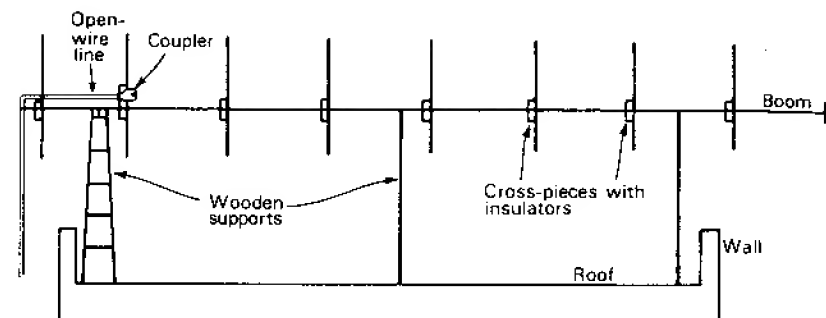 Open-
wire
line
Coupler
Boom
Wooden
supports
Cross-pieces with
insulators
Wall
Roof